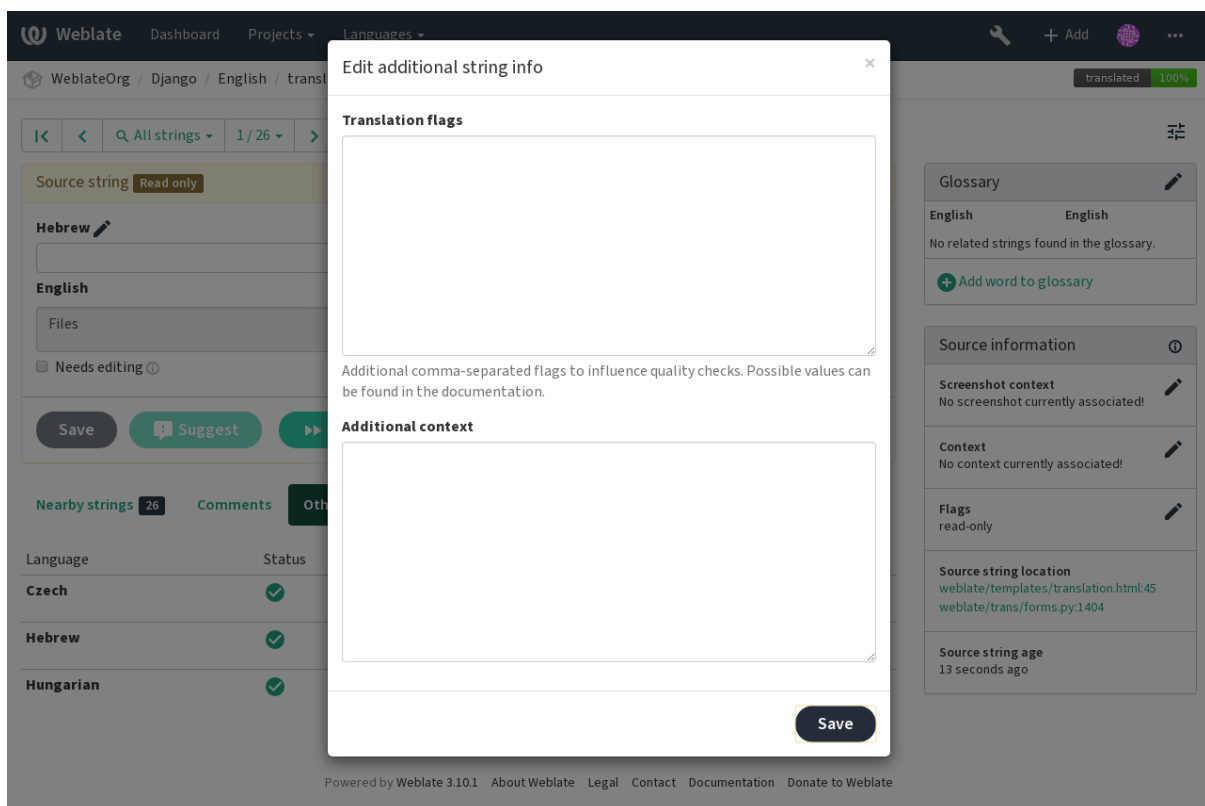 Weblate Dashboard Projects Languages Add
WeblateOrg / Django / English / transl
translated 100%
Edit additional string info ×
All strings 1 / 26
Translation flags
Source string Read only
Hebrew
English
Files
Needs editing
Additional comma-separated flags to influence quality checks. Possible values can
be found in the documentation.
Save Suggest
Additional context
Nearby strings 26 Comments Oth
Language Status
Czech
Hebrew
Hungarian
Save
Glossary
English English
No related strings found in the glossary.
Add word to glossary
Source information
Screenshot context
No screenshot currently associated!
Context
No context currently associated!
Flags
read-only
Source string location
weblate/templates/translation.html:45
weblate/trans/forms.py:1404
Source string age
13 seconds ago
Powered by Weblate 3.10.1 About Weblate Legal Contact Documentation Donate to Weblate